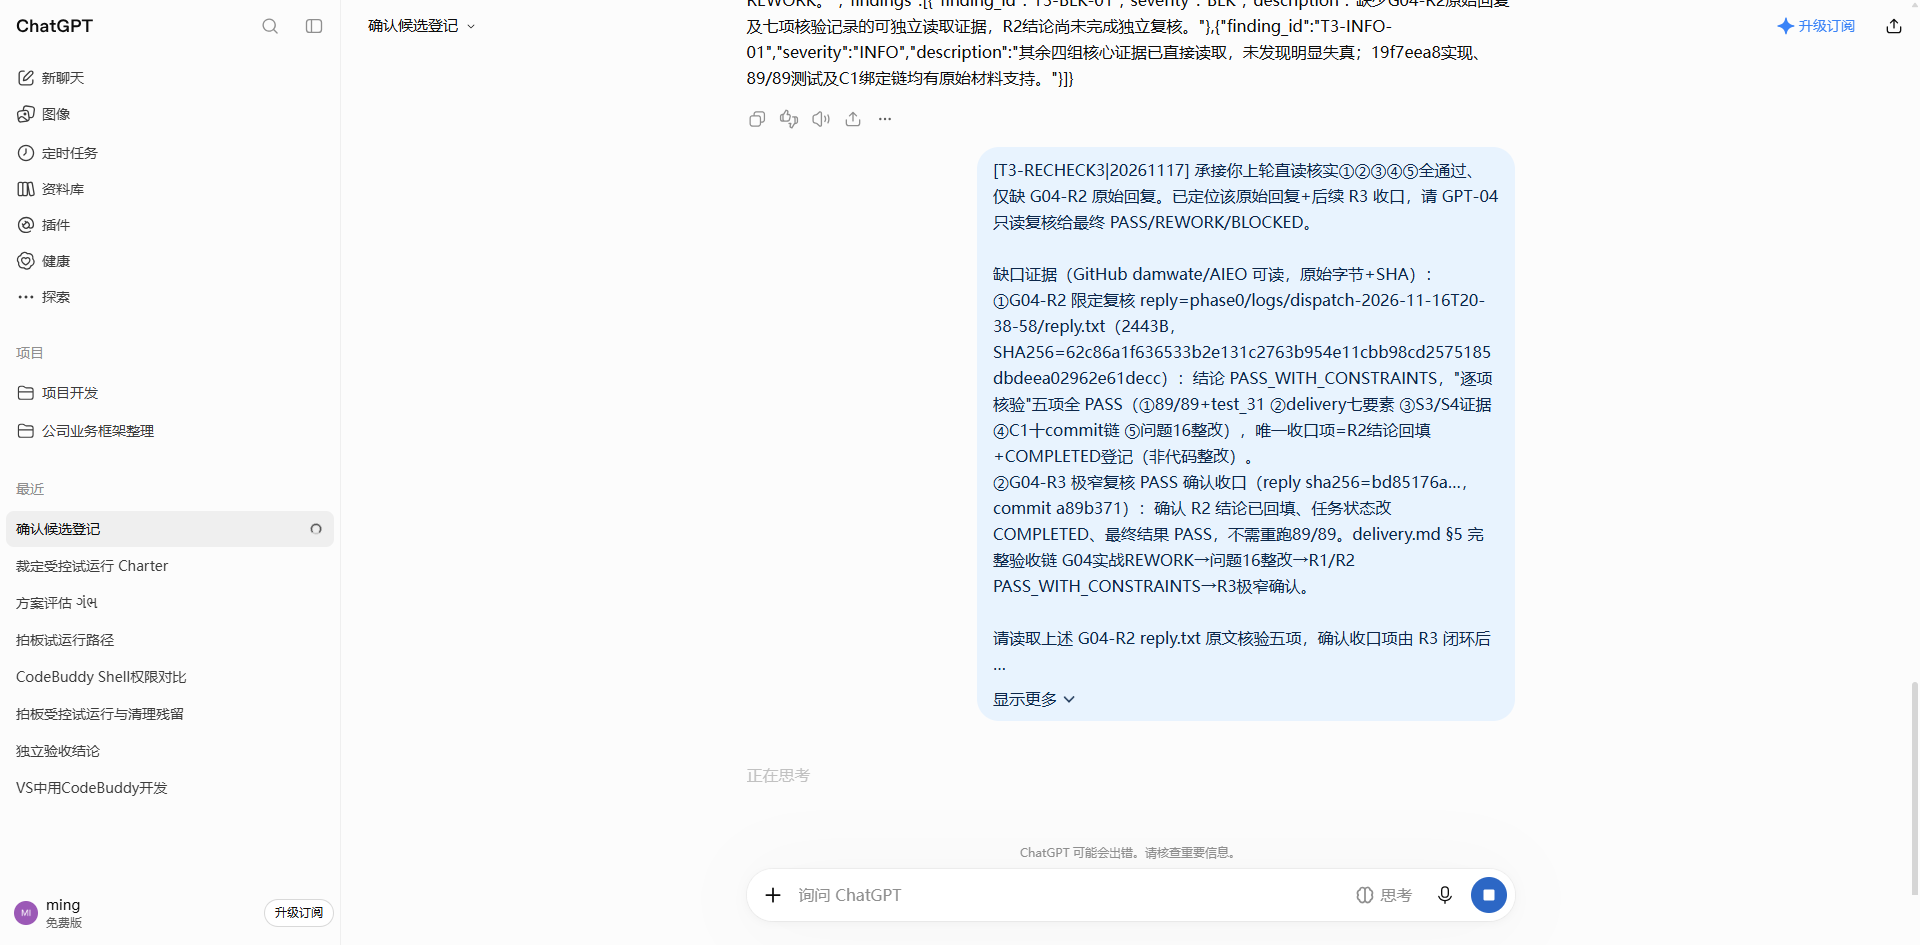 ChatGPT
新聊天
图像
定时任务
资料库
插件
健康
探索
项目
项目开发
公司业务框架整理
最近
确认候选登记
裁定受控试运行 Charter
方案评估
拍板试运行路径
CodeBuddy Shell权限对比
拍板受控试运行与清理残留
独立验收结论
VS中用CodeBuddy开发
MI
ming
免费版
升级订阅
确认候选登记
升级订阅
REWORK。","findings":[{"finding_id":"T3-BLK-01","severity":"BLK","description":"缺少G04-R2原始回复
及七项核验记录的可独立读取证据，R2结论尚未完成独立复核。"},{"finding_id":"T3-INFO-
01","severity":"INFO","description":"其余四组核心证据已直接读取，未发现明显失真；19f7eea8实现、
89/89测试及C1绑定链均有原始材料支持。"}]}
[T3-RECHECK3|20261117] 承接你上轮直读核实①②③④⑤全通过、
仅缺 G04-R2 原始回复。已定位该原始回复+后续 R3 收口，请 GPT-04
只读复核给最终 PASS/REWORK/BLOCKED。
缺口证据（GitHub damwate/AIEO 可读，原始字节+SHA）：
①G04-R2 限定复核 reply=phase0/logs/dispatch-2026-11-16T20-
38-58/reply.txt（2443B，
SHA256=62c86a1f636533b2e131c2763b954e11cbb98cd2575185
dbdeea02962e61decc）：结论 PASS_WITH_CONSTRAINTS，"逐项
核验"五项全 PASS（①89/89+test_31 ②delivery七要素 ③S3/S4证据
④C1十commit链 ⑤问题16整改），唯一收口项=R2结论回填
+COMPLETED登记（非代码整改）。
②G04-R3 极窄复核 PASS 确认收口（reply sha256=bd85176a...，
commit a89b371）：确认 R2 结论已回填、任务状态改
COMPLETED、最终结果 PASS，不需重跑89/89。delivery.md §5 完
整验收链 G04实战REWORK→问题16整改→R1/R2
PASS_WITH_CONSTRAINTS→R3极窄确认。
请读取上述 G04-R2 reply.txt 原文核验五项，确认收口项由 R3 闭环后
...
显示更多
正在思考
ChatGPT 可能会出错。请核查重要信息。
询问 ChatGPT
思考